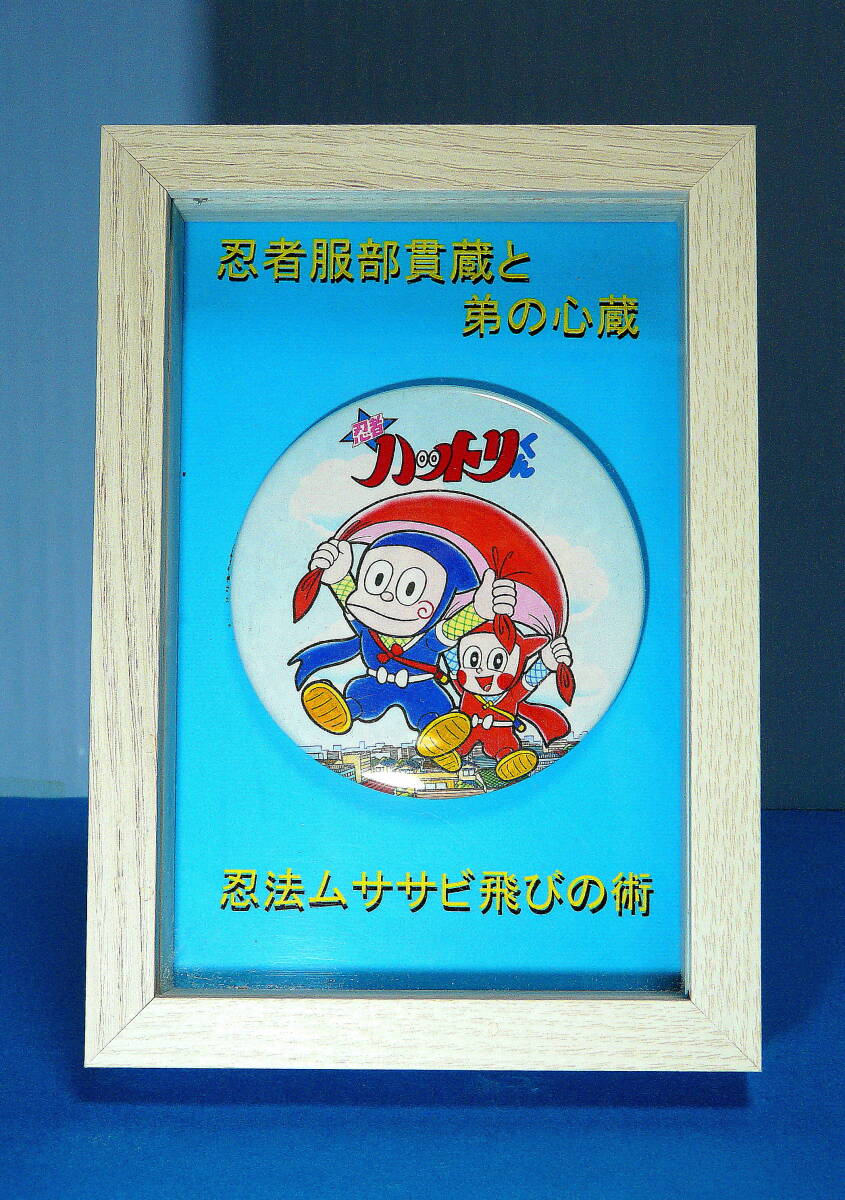 忍者服部貫蔵と
弟の心蔵
忍者
ハットリくん
忍法ムササビ飛びの術